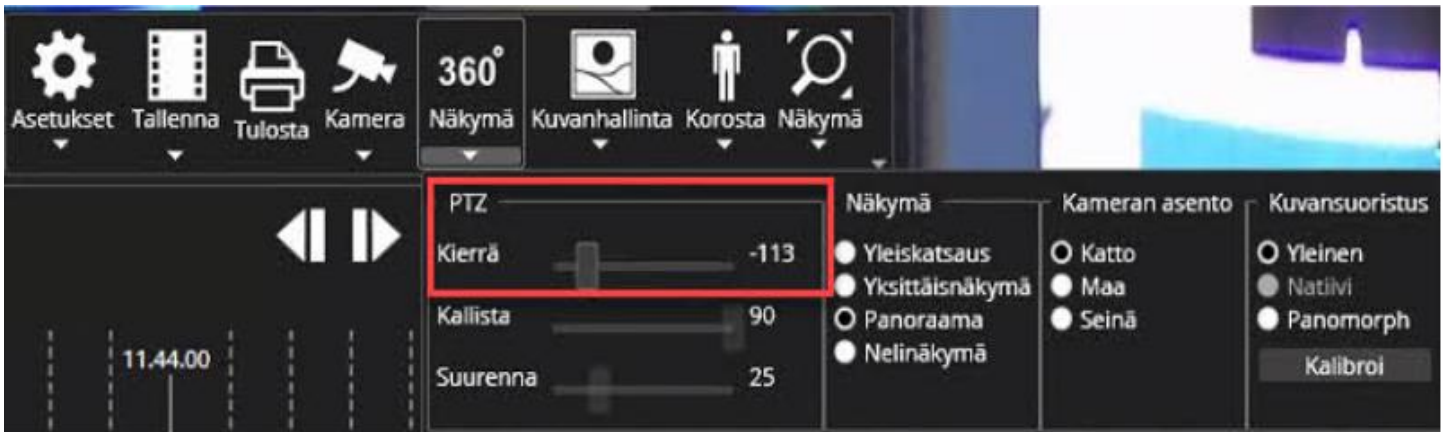 360°
Asetukset Tallenna Tulosta Kamera Näkymä Kuvanhallinta Korosta Näkymä
PTZ
Kierrä -113
Kallista 90
Suurenna 25
Näkymä
Yleiskatsaus
Yksittäisnäkymä
Panoraama
Nelinäkymä
Kameran asento
Katto
Maa
Seinä
Kuvansuoristus
Yleinen
Natiivi
Panomorph
Kalibroi
11.44.00